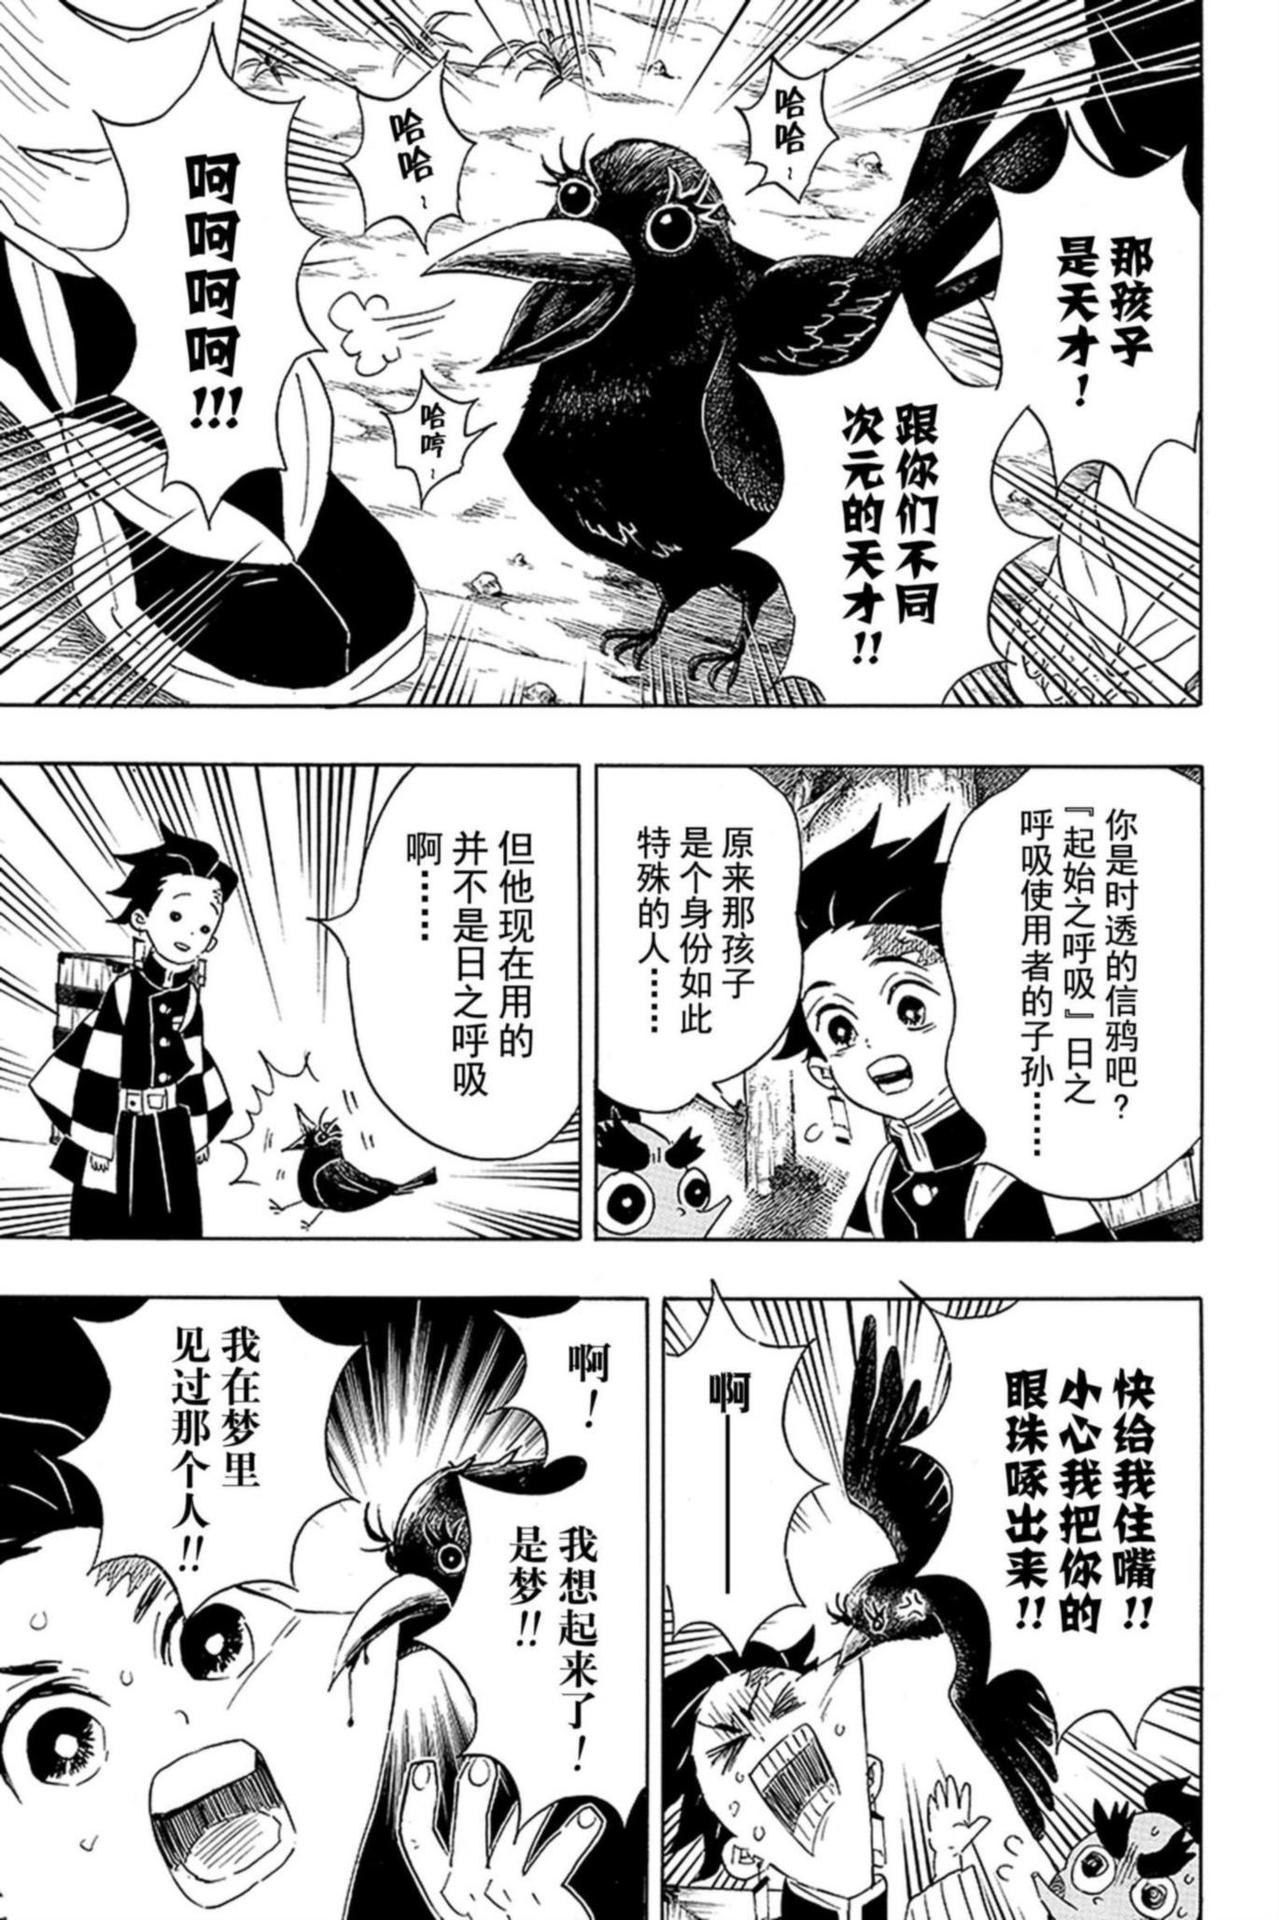 那孩子
是天才！
跟你们不同
次元的天才!!
哈
哈~
哈
哈~
哈
哼~
呵呵呵呵!!!
你是时透的信鸦吧？
『起始之呼吸』日之
呼吸使用者的子孙……
原来那孩子
是个身份如此
特殊的人……
但他现在用的
并不是日之呼吸
啊……
快给我住嘴!!
小心我把你的
眼珠啄出来!!
啊——
啊！
我想起来了！
是梦!!
我在梦里
见过那个人!!